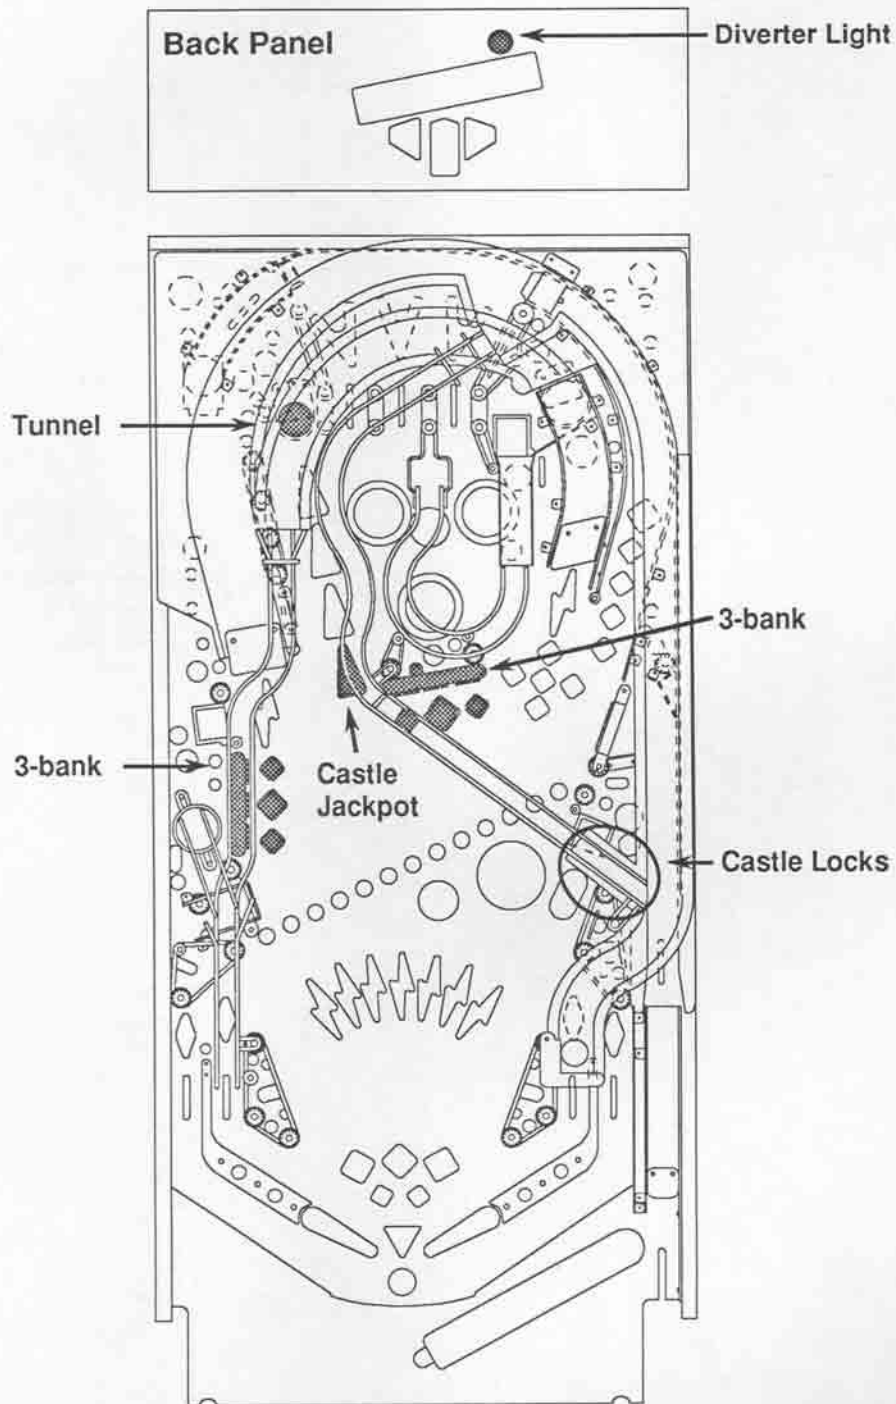 Back Panel
Diverter Light
Tunnel
3-bank
3-bank
Castle
Jackpot
Castle Locks